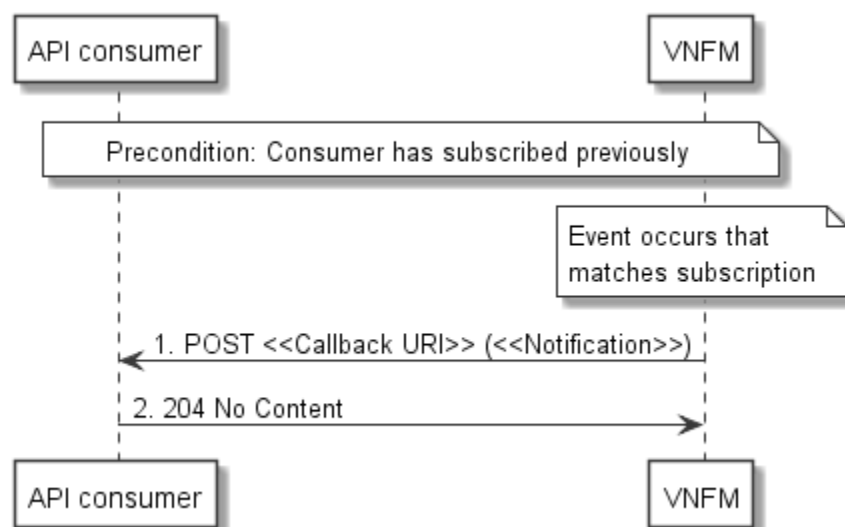 API consumer
VNFM
Precondition: Consumer has subscribed previously
Event occurs that
matches subscription
1. POST <<Callback URI>> (<<Notification>>)
2. 204 No Content
API consumer
VNFM